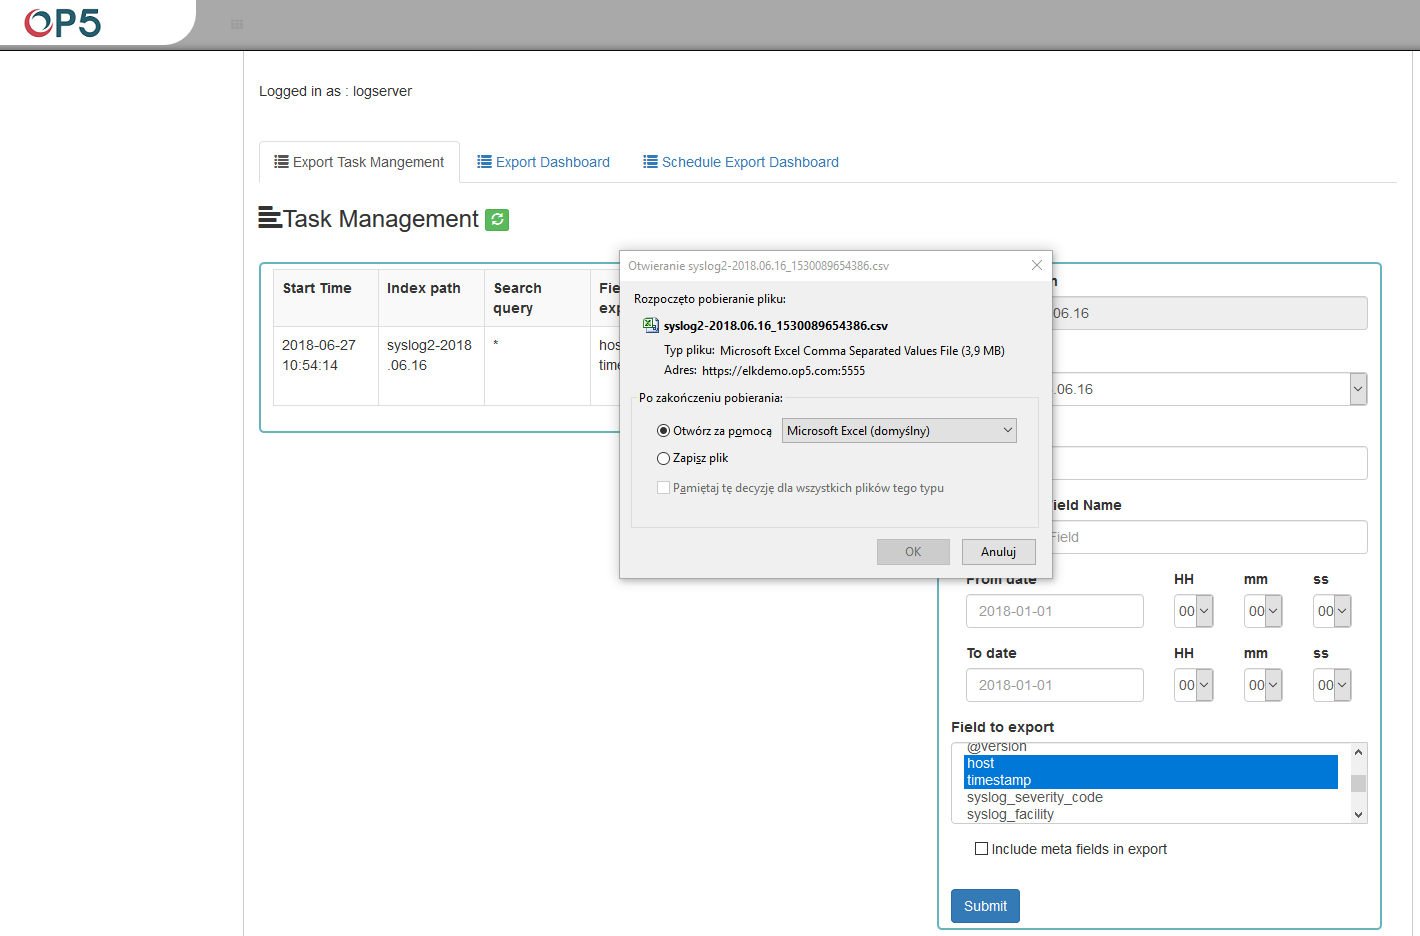 OP5
Logged in as : logserver
Export Task Mangement
Export Dashboard
Schedule Export Dashboard
Task Management
Start Time
Index path
Search
query
2018-06-27
10:54:14
syslog2-2018
.06.16
*
Otwieranie syslog2-2018.06.16_1530089654386.csv
Rozpoczęto pobieranie pliku:
syslog2-2018.06.16_1530089654386.csv
Typ pliku: Microsoft Excel Comma Separated Values File (3,9 MB)
Adres: https://elkdemo.op5.com:5555
Po zakończeniu pobierania:
Otwórz za pomocą
Microsoft Excel (domyślny)
Zapisz plik
Pamiętaj tę decyzję dla wszystkich plików tego typu
OK
Anuluj
06.16
.06.16
ield Name
Field
From date
HH
mm
ss
2018-01-01
00
00
00
To date
HH
mm
ss
2018-01-01
00
00
00
Field to export
@version
host
timestamp
syslog_severity_code
syslog_facility
Include meta fields in export
Submit